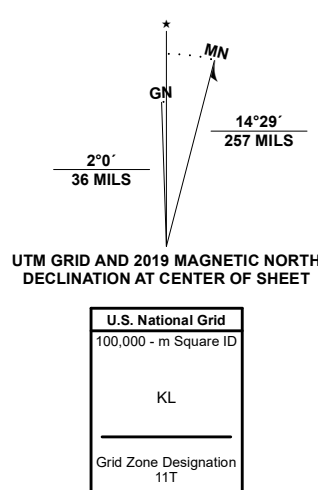 ★
MN
GN
14°29´
257 MILS
2°0´
36 MILS
UTM GRID AND 2019 MAGNETIC NORTH
DECLINATION AT CENTER OF SHEET
U.S. National Grid
100,000 - m Square ID
KL
Grid Zone Designation
11T